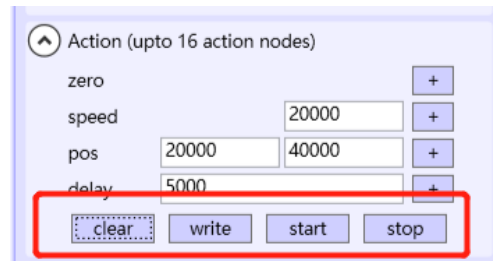 Action (upto 16 action nodes)
zero +
speed 20000 +
pos 20000 40000 +
delay 5000 +
clear write start stop